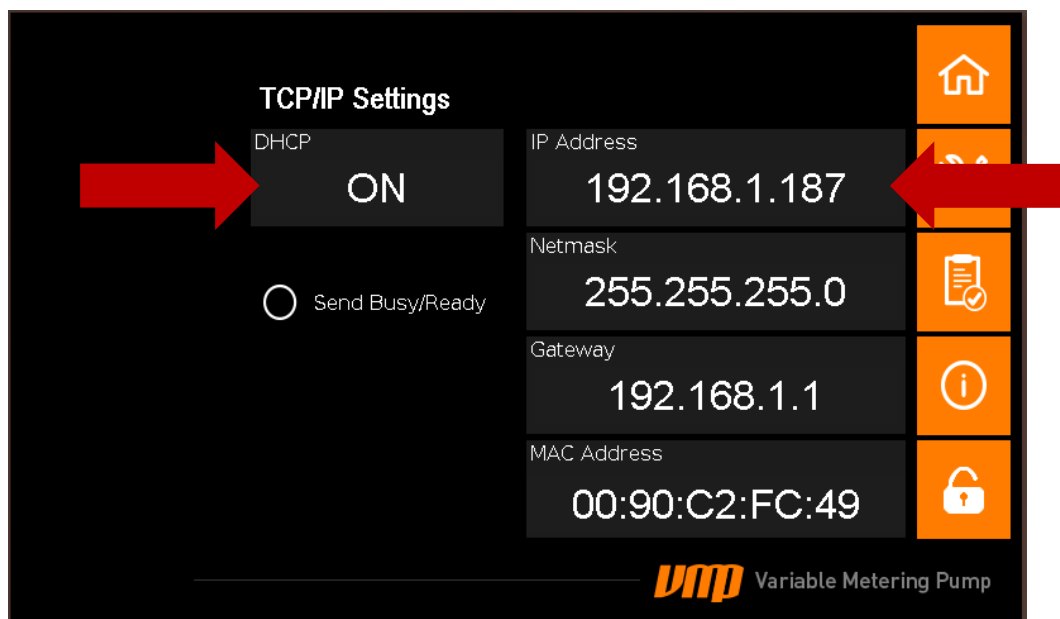 TCP/IP Settings
DHCP
ON
Send Busy/Ready
IP Address
192.168.1.187
Netmask
255.255.255.0
Gateway
192.168.1.1
MAC Address
00:90:C2:FC:49
VMP Variable Metering Pump